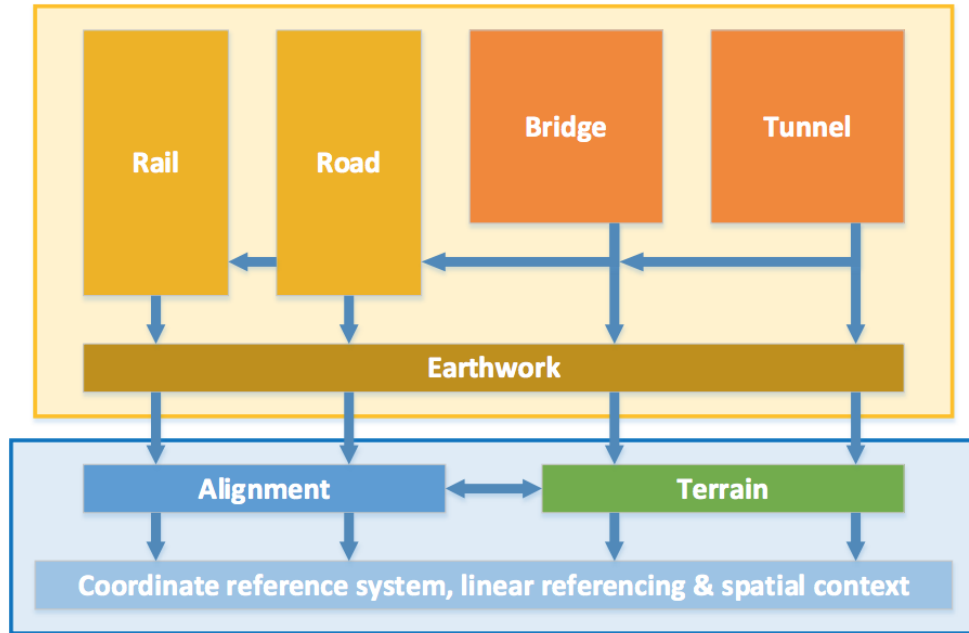 Rail
Road
Bridge
Tunnel
Earthwork
Alignment
Terrain
Coordinate reference system, linear referencing & spatial context